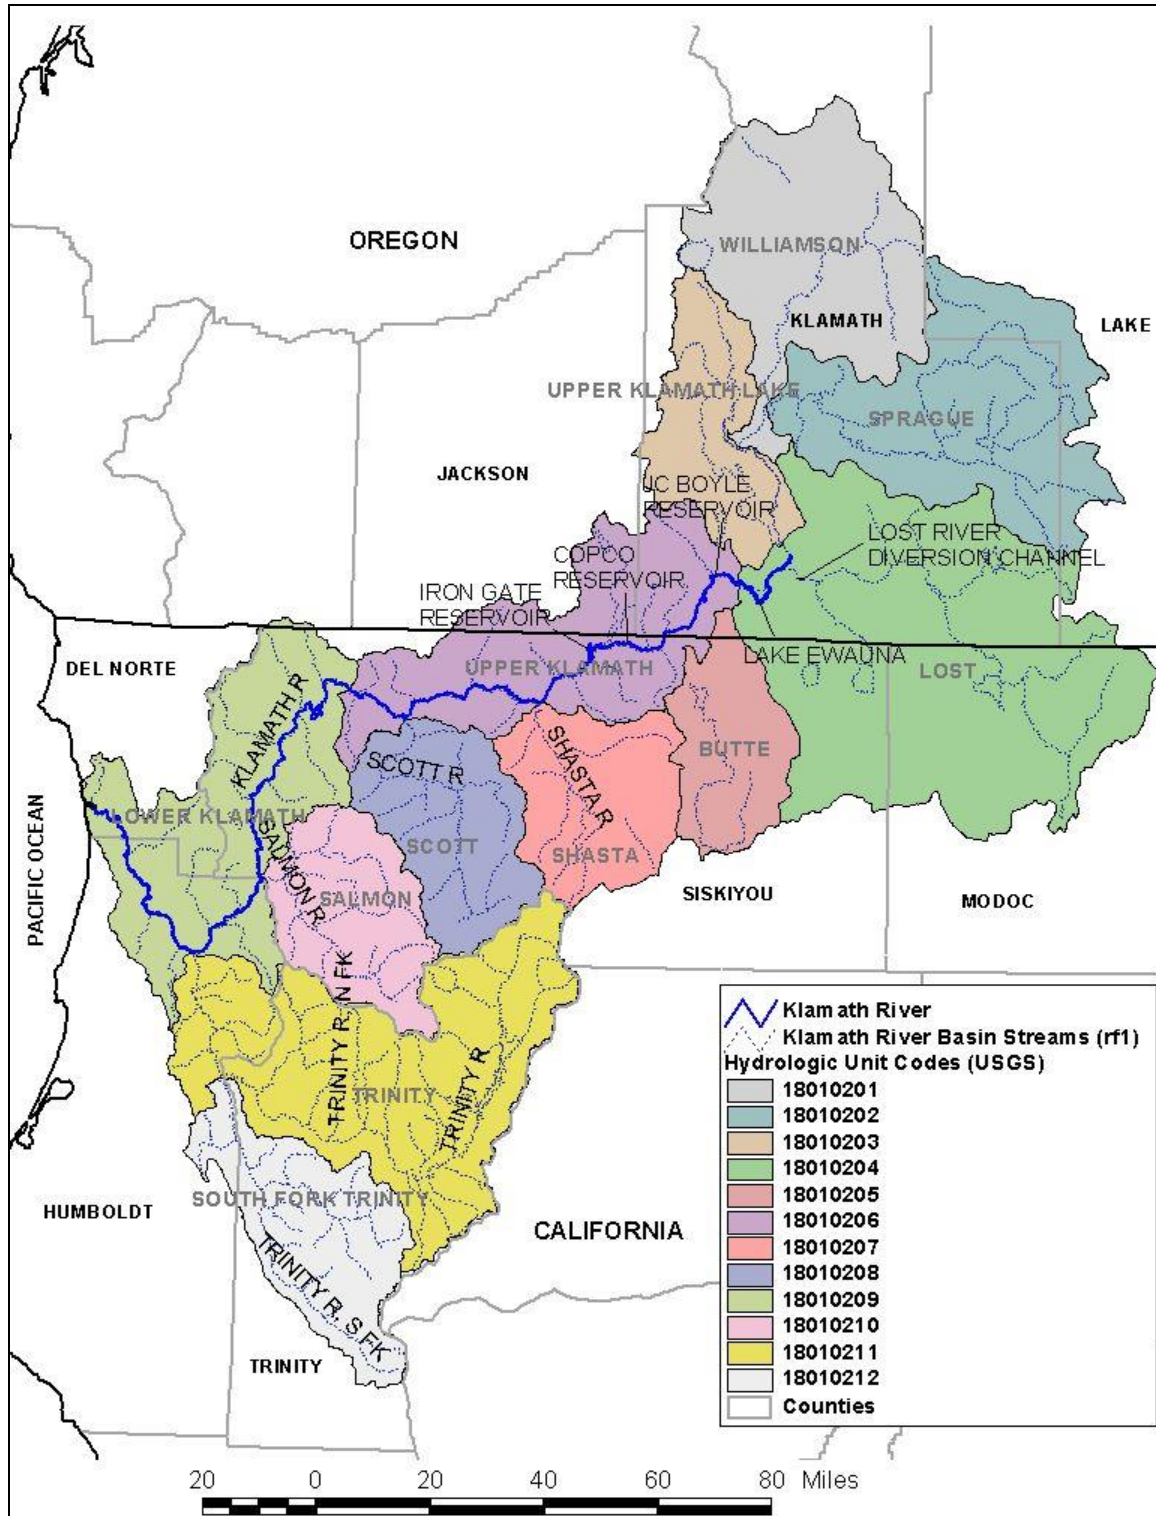 WILLIAMSON
OREGON
KLAMATH
LAKE
UPPER KLAMATH LAKE
SPRAGUE
JACKSON
JC BOYLE
RESERVOIR
LOST RIVER
DIVERSION CHANNEL
COPCO
RESERVOIR
IRON GATE
RESERVOIR
DEL NORTE
UPPER KLAMATH
LAKE EWAUNA
LOST
KLAMATH R
SCOTT R
SHASTA R
BUTTE
LOWER KLAMATH
SALMON R
SCOTT
SHASTA
PACIFIC OCEAN
SALMON
SISKIYOU
MODOC
TRINITY R, N FK
TRINITY R
TRINITY
SOUTH FORK TRINITY
HUMBOLDT
CALIFORNIA
TRINITY R, S FK
TRINITY
Klamath River
Klamath River Basin Streams (rf1)
Hydrologic Unit Codes (USGS)
18010201
18010202
18010203
18010204
18010205
18010206
18010207
18010208
18010209
18010210
18010211
18010212
Counties
20 0 20 40 60 80 Miles